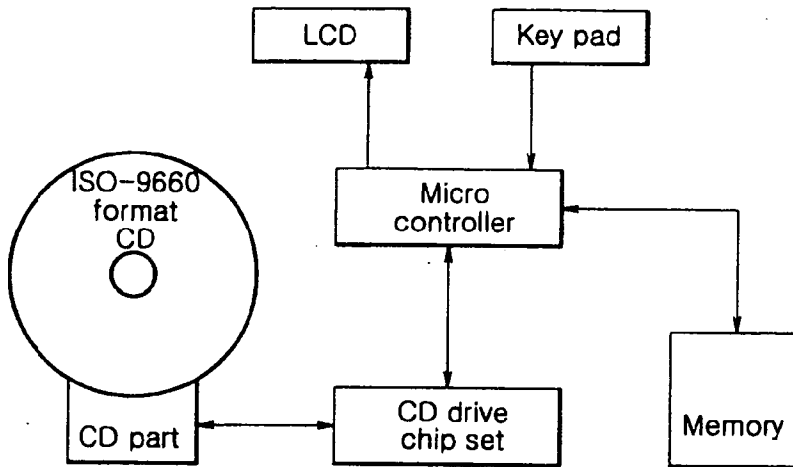 LCD
Key pad
ISO-9660
format
CD
Micro
controller
CD part
CD drive
chip set
Memory